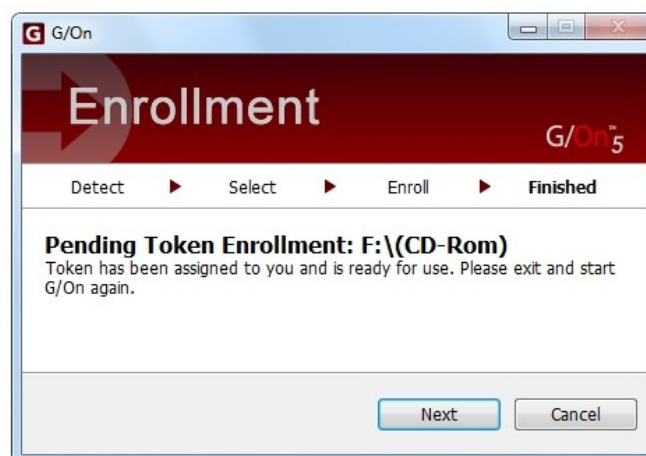 G G/On
Enrollment
G/On™5
Detect Select Enroll Finished
Pending Token Enrollment: F:\(CD-Rom)
Token has been assigned to you and is ready for use. Please exit and start
G/On again.
Next Cancel